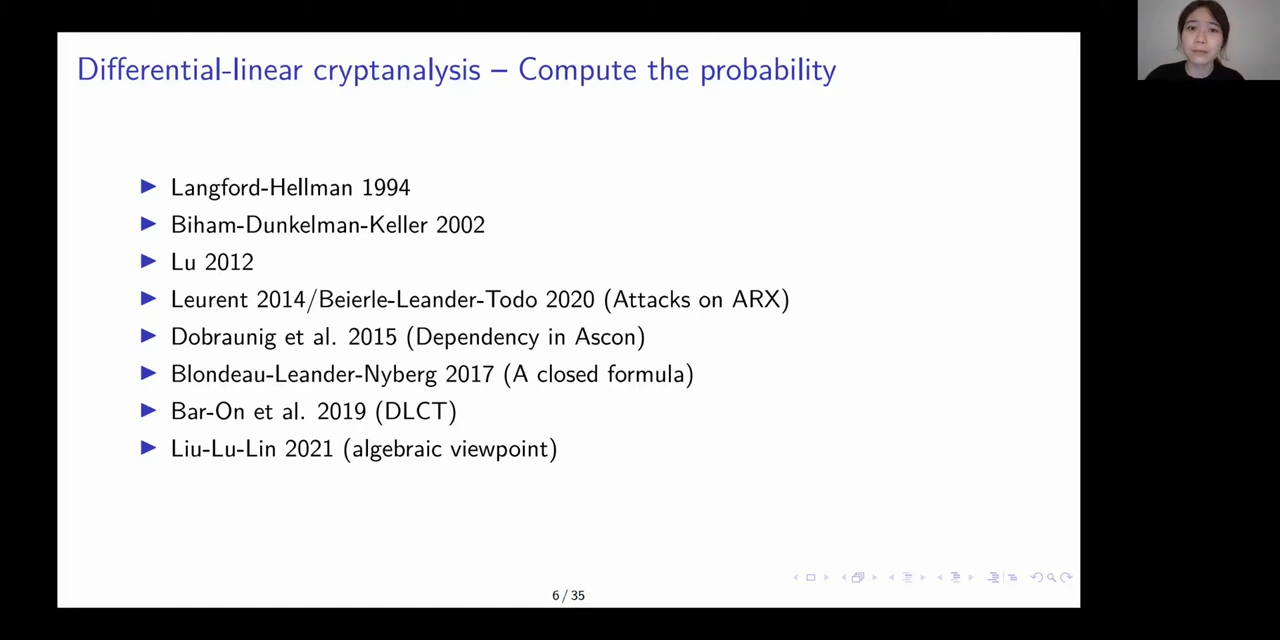 Differential-linear cryptanalysis – Compute the probability
Langford-Hellman 1994
Biham-Dunkelman-Keller 2002
Lu 2012
Leurent 2014/Beierle-Leander-Todo 2020 (Attacks on ARX)
Dobraunig et al. 2015 (Dependency in Ascon)
Blondeau-Leander-Nyberg 2017 (A closed formula)
Bar-On et al. 2019 (DLCT)
Liu-Lu-Lin 2021 (algebraic viewpoint)
6 / 35